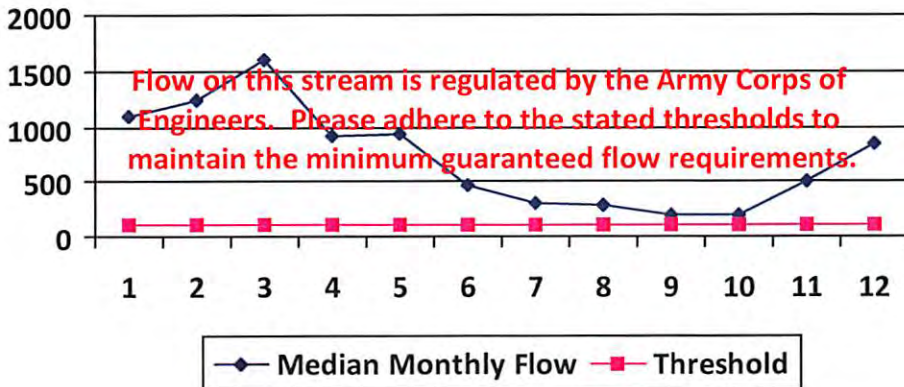 2000
1500
1000
500
0
Flow on this stream is regulated by the Army Corps of
Engineers. Please adhere to the stated thresholds to
maintain the minimum guaranteed flow requirements.
1 2 3 4 5 6 7 8 9 10 11 12
Median Monthly Flow Threshold